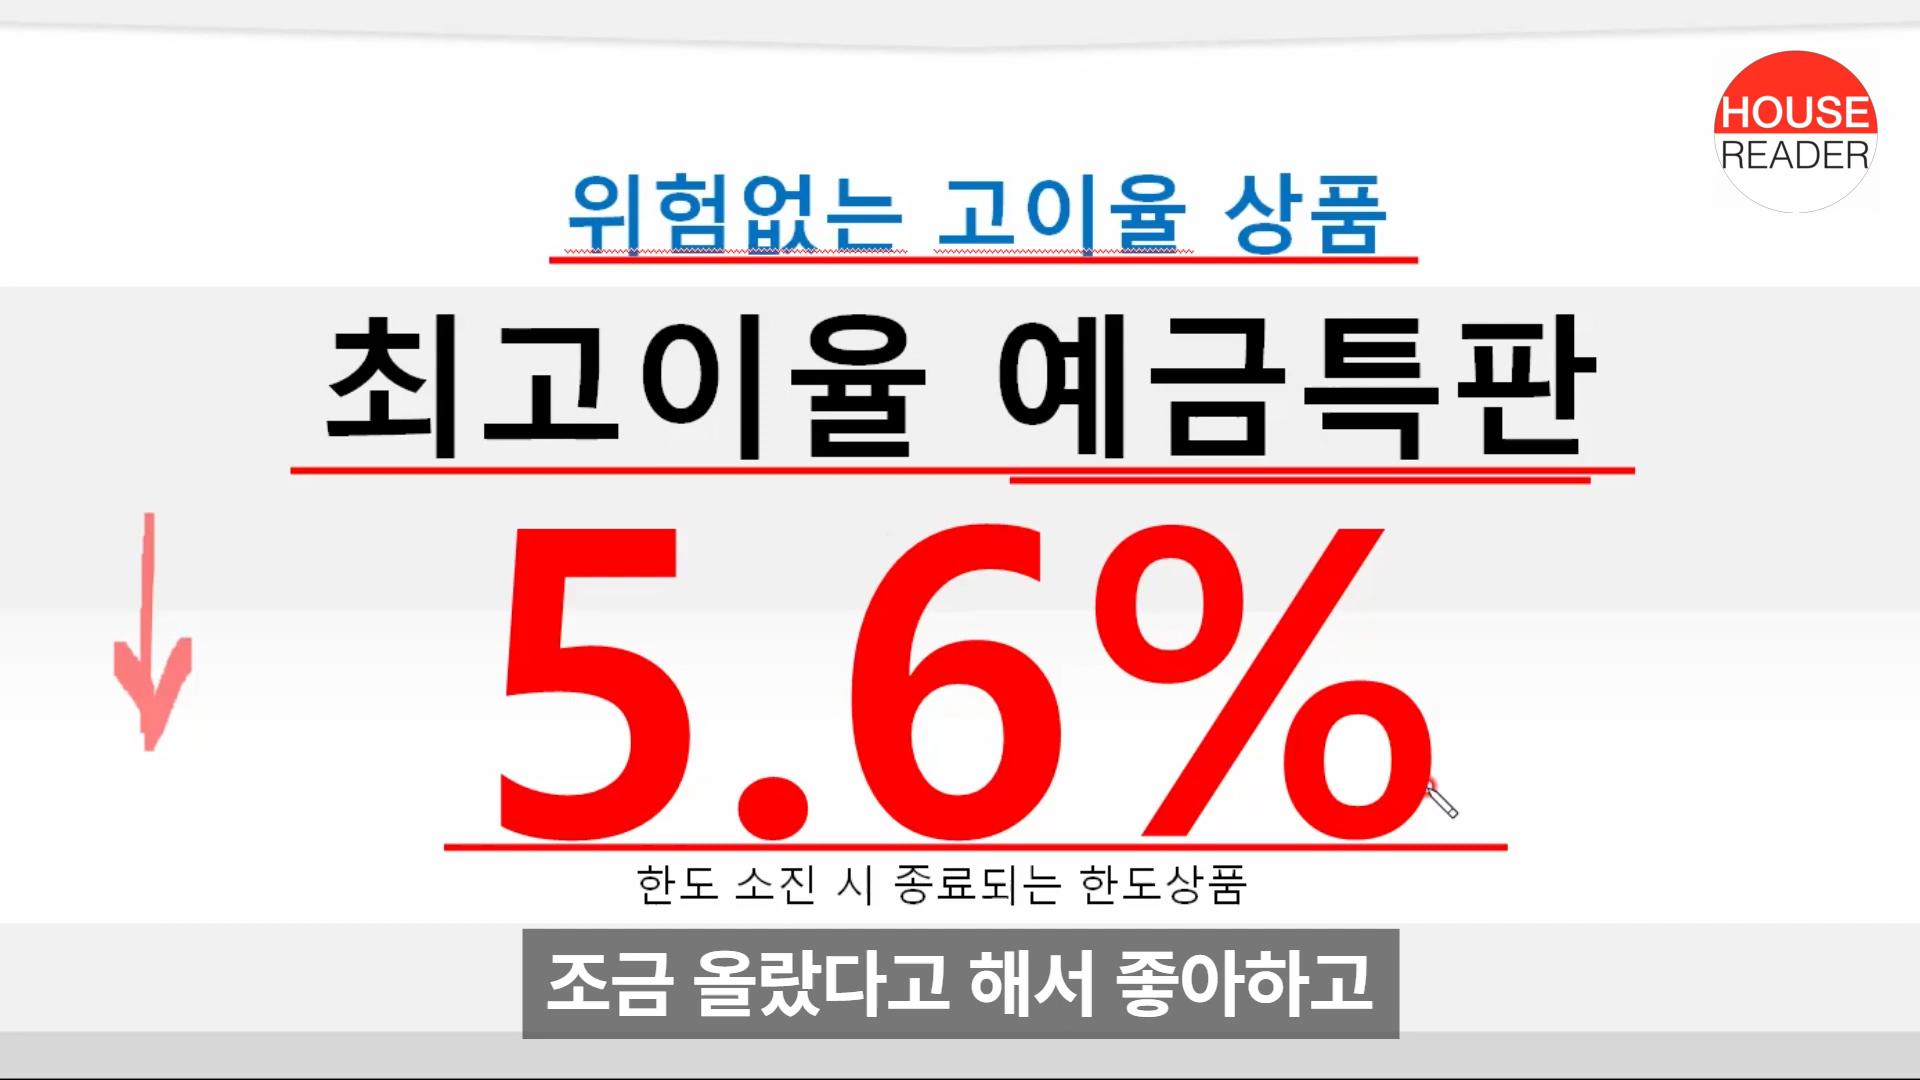 HOUSE
READER
위험없는 고이율 상품
최고이율 예금특판
5.6%
한도 소진 시 종료되는 한도상품
조금 올랐다고 해서 좋아하고